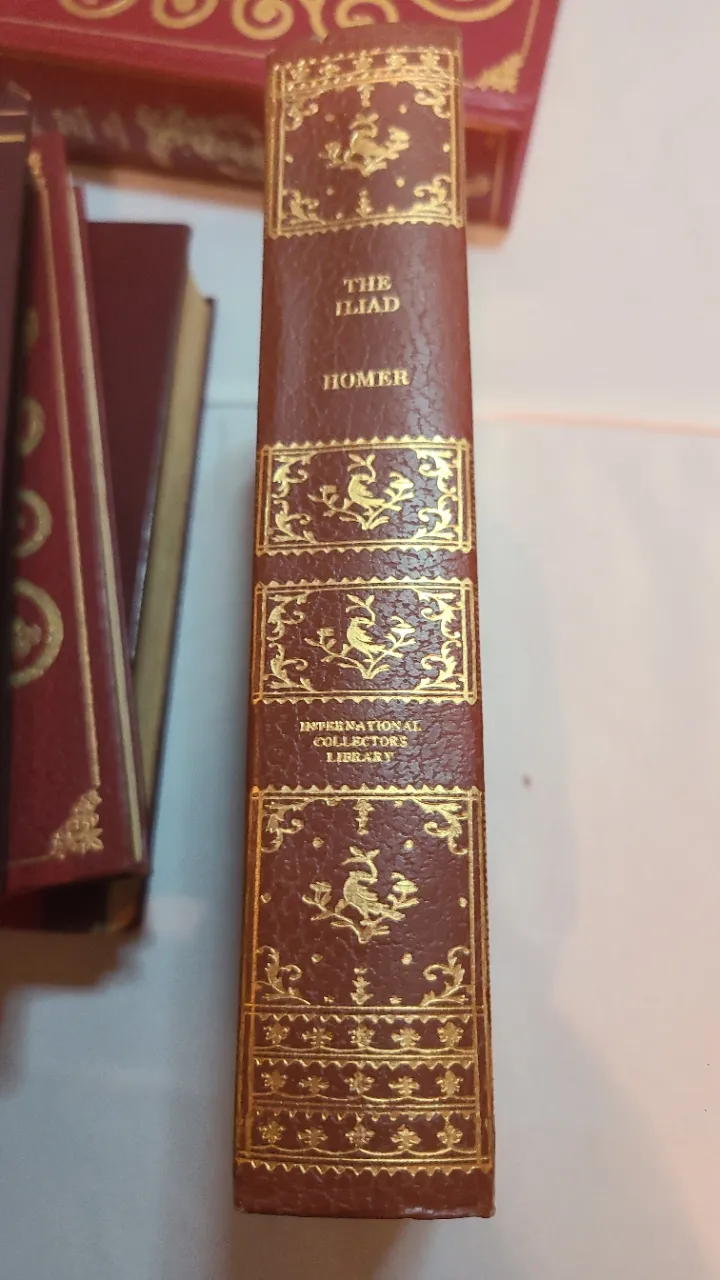 THE
ILIAD
HOMER
INTERNATIONAL
COLLECTORS
LIBRARY